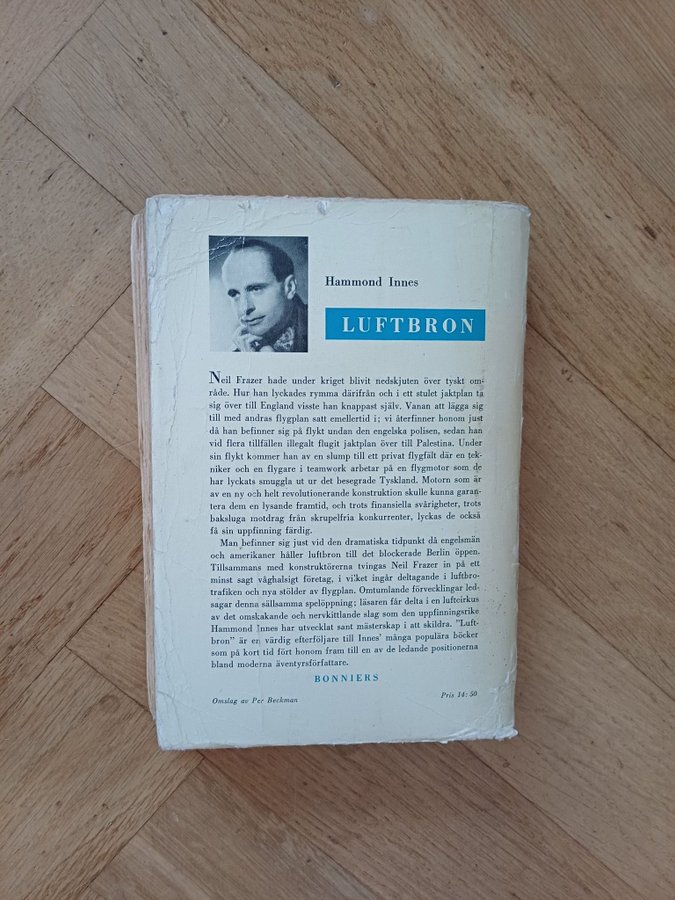 Hammond Innes
LUFTBRON
Neil Frazer hade under kriget blivit nedskjuten över tyskt om-
råde. Hur han lyckades rymma därifrån och i ett stulet jaktplan ta
sig över till England visste han knappast själv. Vanan att lägga sig
till med andras flygplan satt emellertid i; vi återfinner honom just
då han befinner sig på flykt undan den engelska polisen, sedan han
vid flera tillfällen illegalt flugit jaktplan över till Palestina. Under
sin flykt kommer han av en slump till ett privat flygfält där en tek-
niker och en flygare i teamwork arbetar på en flygmotor som de
har lyckats smuggla ut ur det besegrade Tyskland. Motorn som är
av en ny och helt revolutionerande konstruktion skulle kunna garan-
tera dem en lysande framtid, och trots finansiella svårigheter, trots
baksluga motdrag från skrupelfria konkurrenter, lyckas de också
få sin uppfinning färdig.
Man befinner sig just vid den dramatiska tidpunkt då engelsmän
och amerikaner håller luftbron till det blockerade Berlin öppen.
Tillsammans med konstruktörerna tvingas Neil Frazer in på ett
minst sagt våghalsigt företag, i vilket ingår deltagande i luftbro-
trafiken och nya stölder av flygplan. Omtumlande förvecklingar led-
sagar denna sällsamma spelöppning; läsaren får delta i en luftcirkus
av det omskakande och nervkittlande slag som den uppfinningsrike
Hammond Innes har utvecklat sant mästerskap i att skildra. "Luft-
bron" är en värdig efterföljare till Innes' många populära böcker
som på kort tid fört honom fram till en av de ledande positionerna
bland moderna äventyrsförfattare.
BONNIERS
Omslag av Per Beckman
Pris 14:50